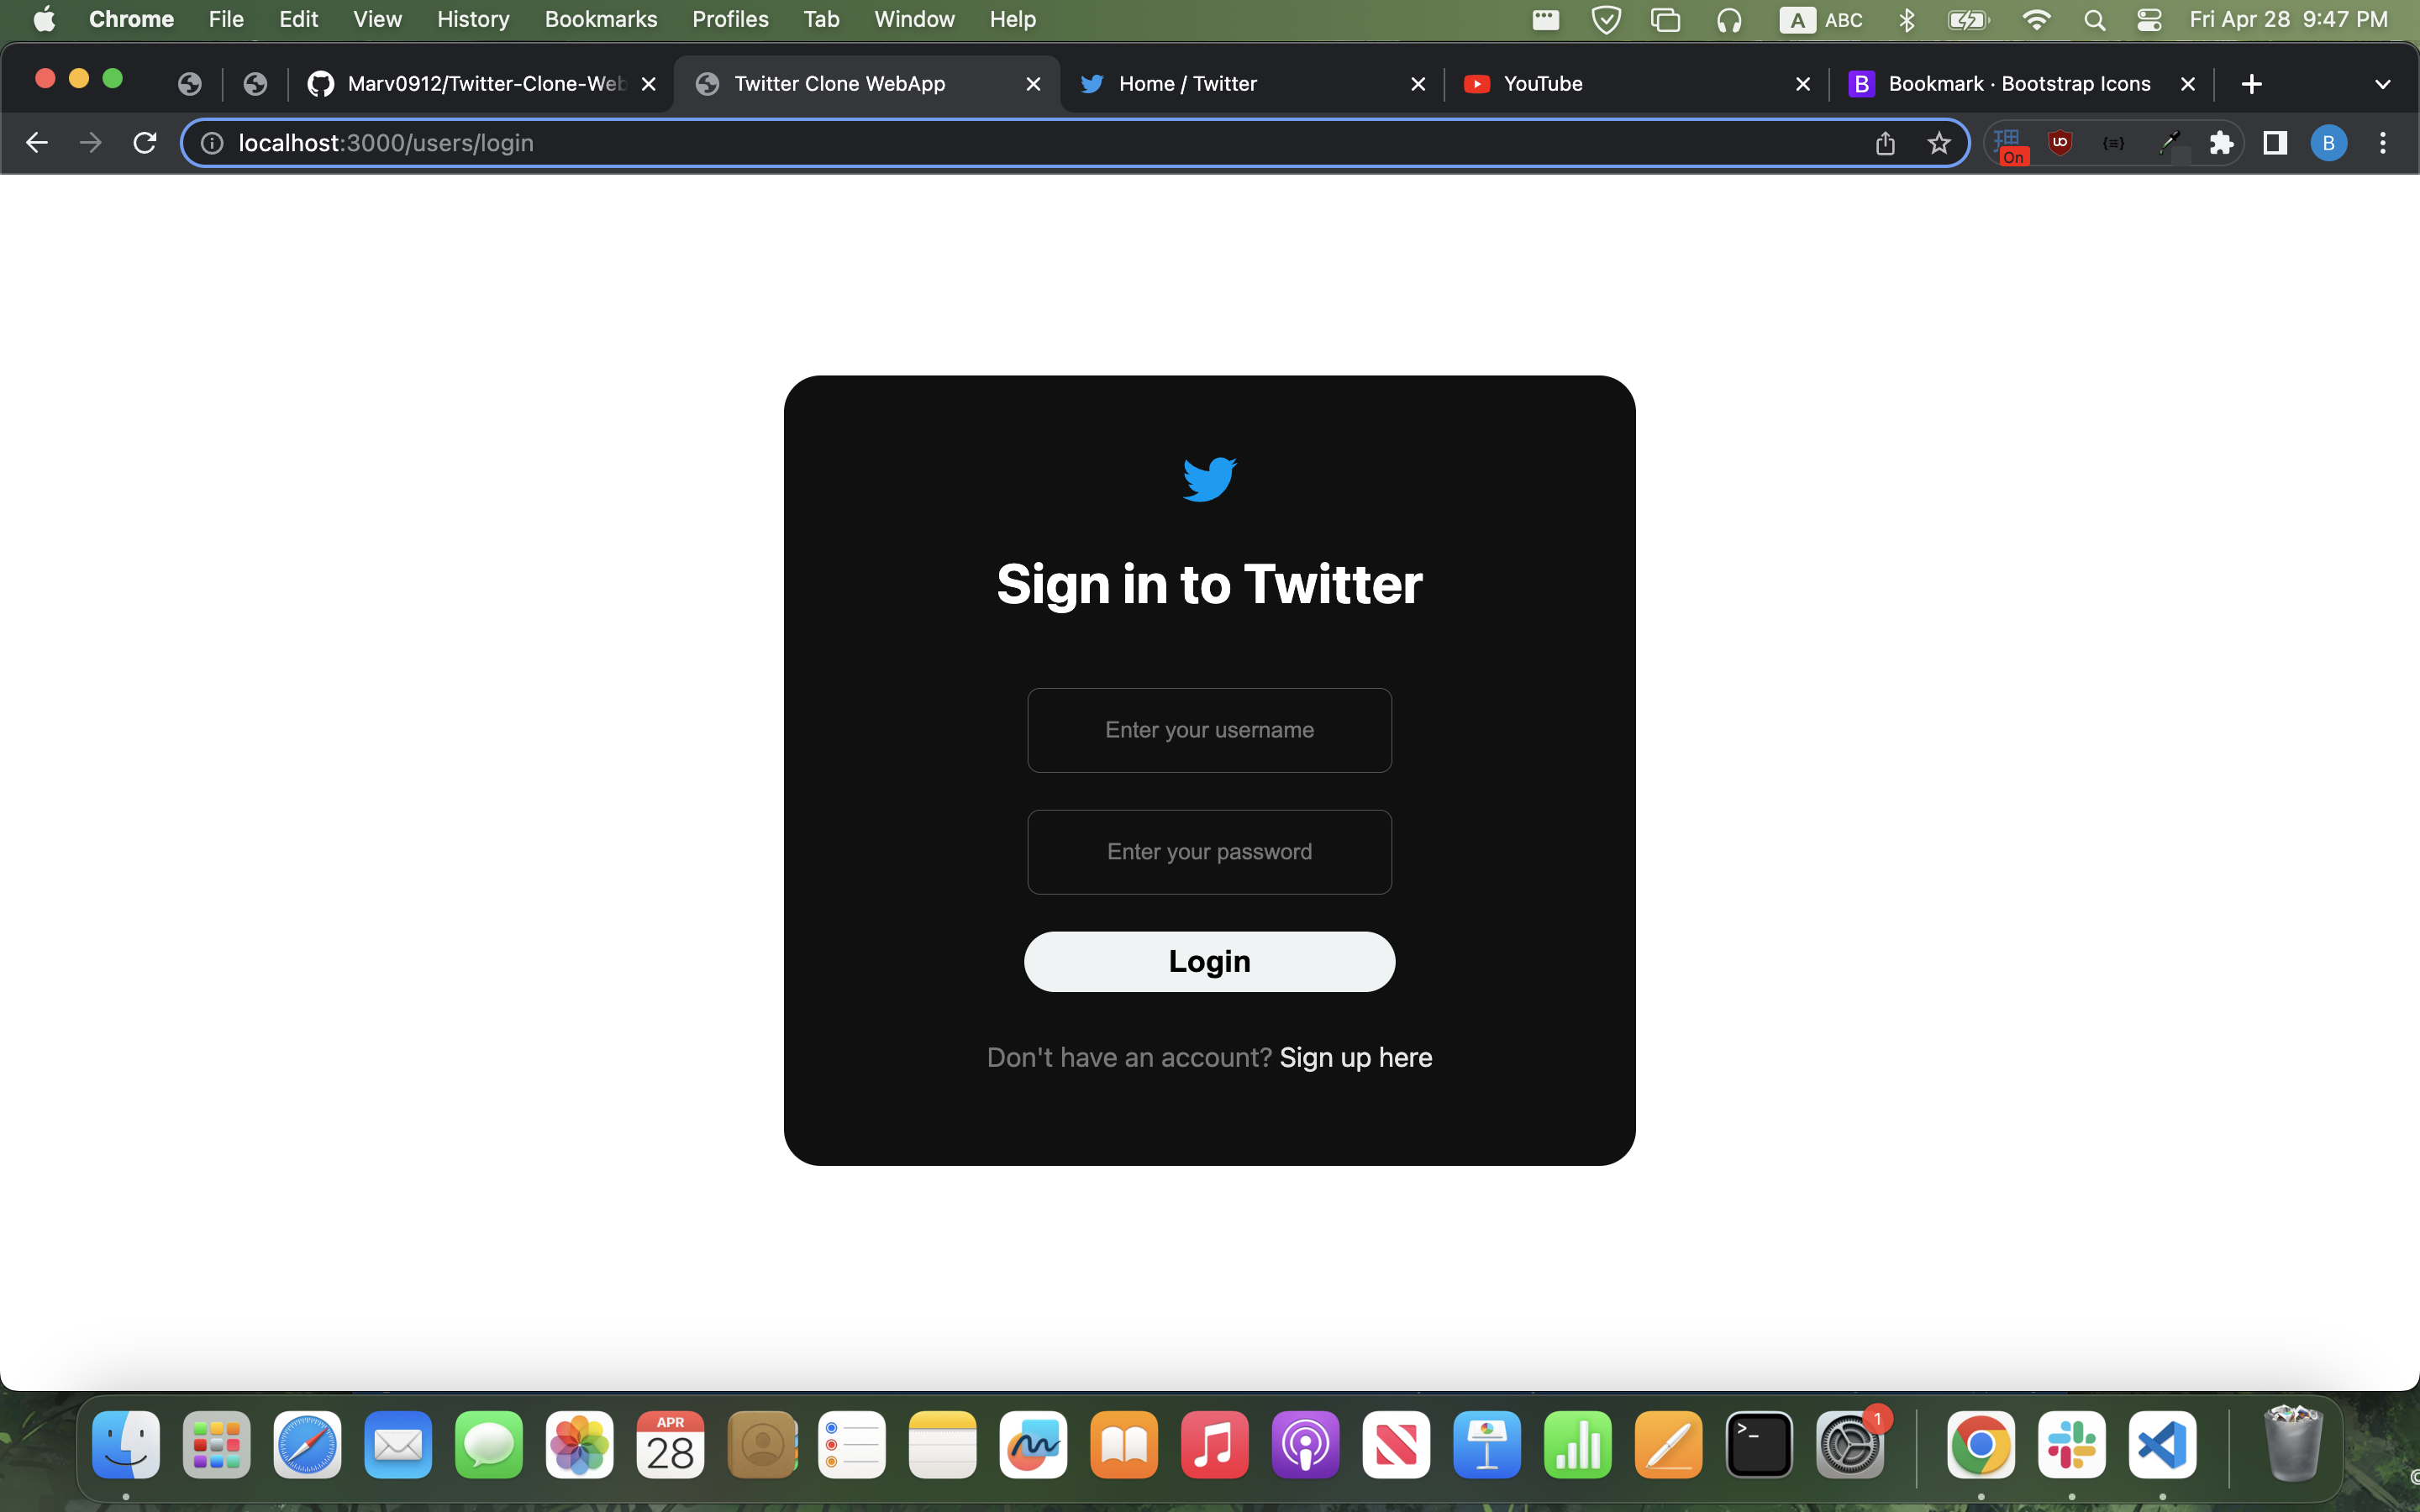 Chrome File Edit View History Bookmarks Profiles Tab Window Help A ABC Fri Apr 28 9:47 PM
Marv0912/Twitter-Clone-Web Twitter Clone WebApp Home / Twitter YouTube B Bookmark · Bootstrap Icons
localhost:3000/users/login On B
Sign in to Twitter
Enter your username
Enter your password
Login
Don't have an account? Sign up here
APR
28
>_
1